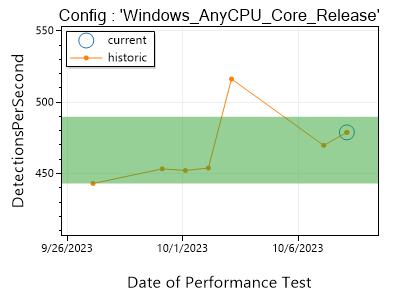 Config : 'Windows_AnyCPU_Core_Release'
current
historic
DetectionsPerSecond
550
500
450
9/26/2023
10/1/2023
10/6/2023
Date of Performance Test